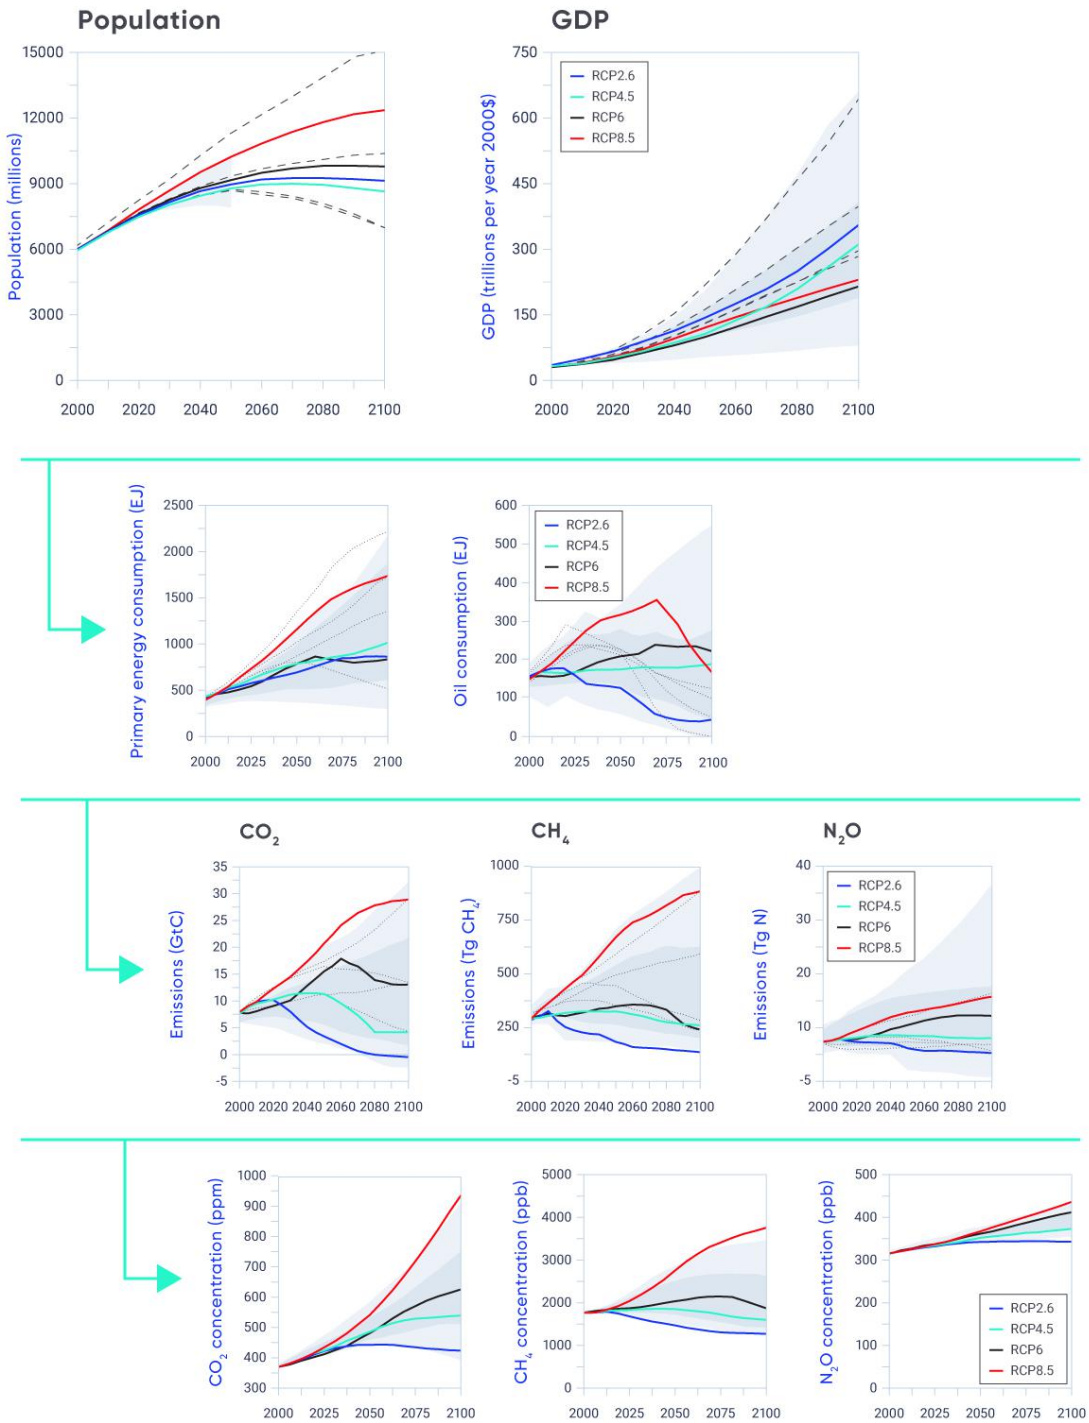 Population
GDP
Population (millions)
15000
12000
9000
6000
3000
0
2000 2020 2040 2060 2080 2100
GDP (trillions per year 2000$)
750
600
450
300
150
0
2000 2020 2040 2060 2080 2100
RCP2.6
RCP4.5
RCP6
RCP8.5
Primary energy consumption (EJ)
2500
2000
1500
1000
500
0
2000 2025 2050 2075 2100
Oil consumption (EJ)
600
500
400
300
200
100
0
2000 2025 2050 2075 2100
RCP2.6
RCP4.5
RCP6
RCP8.5
CO₂
CH₄
N₂O
Emissions (GtC)
35
30
25
20
15
10
5
0
-5
2000 2020 2040 2060 2080 2100
Emissions (Tg CH₄)
1000
750
500
250
-5
2000 2020 2040 2060 2080 2100
Emissions (Tg N)
40
30
20
10
-5
2000 2020 2040 2060 2080 2100
RCP2.6
RCP4.5
RCP6
RCP8.5
CO₂ concentration (ppm)
1000
900
800
700
600
500
400
300
2000 2025 2050 2075 2100
CH₄ concentration (ppb)
5000
4000
3000
2000
1000
0
2000 2025 2050 2075 2100
N₂O concentration (ppb)
500
400
300
200
100
0
2000 2025 2050 2075 2100
RCP2.6
RCP4.5
RCP6
RCP8.5